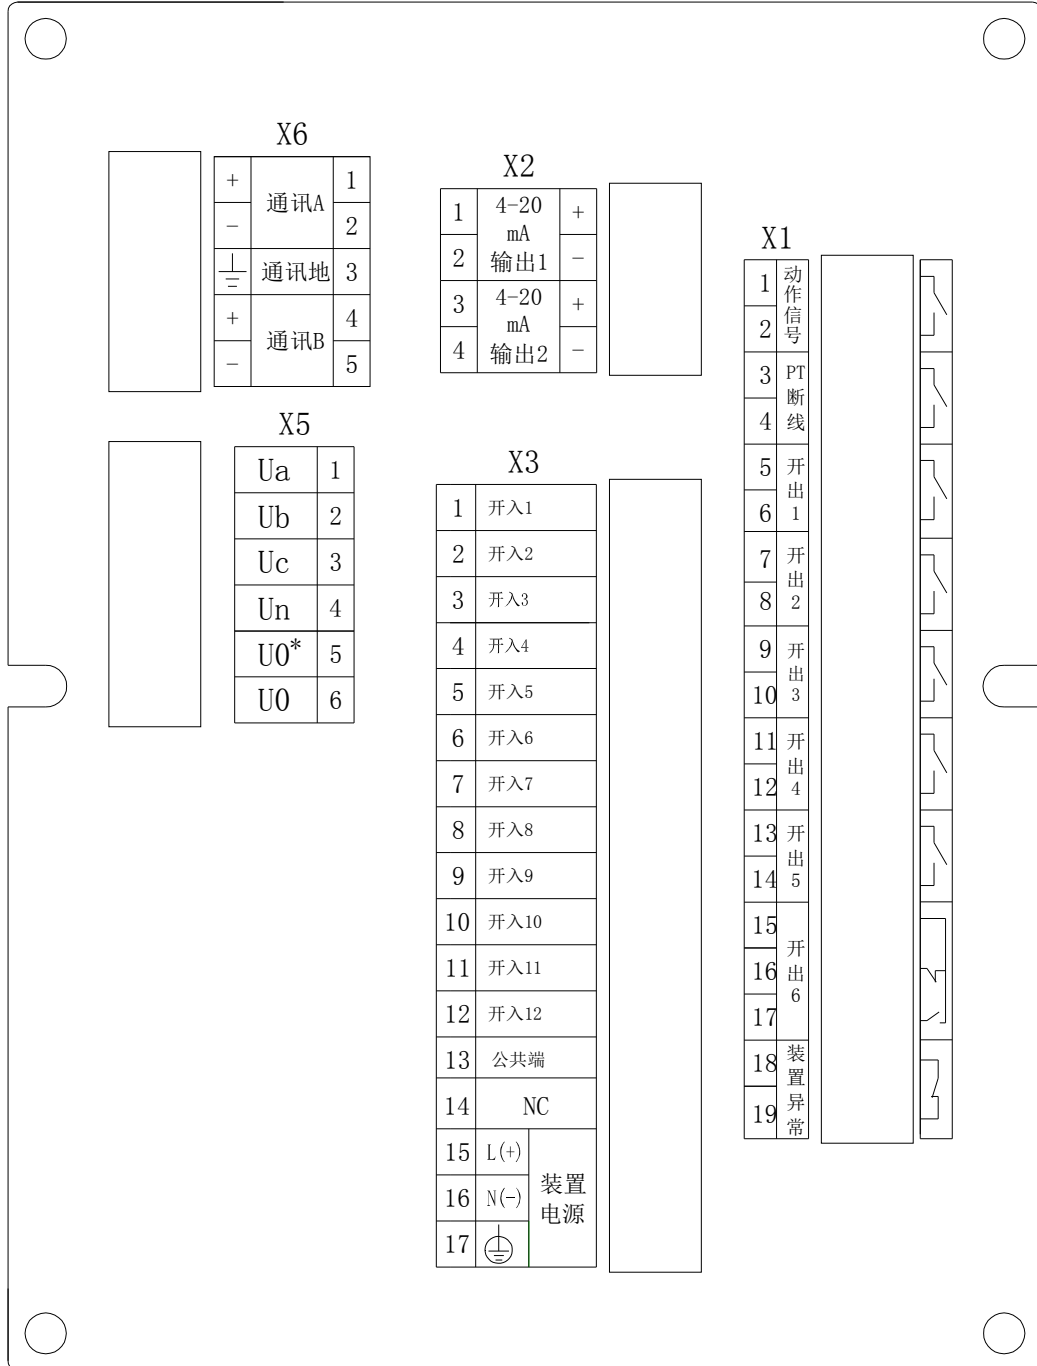 X6
+ 通讯A 1
− 2
通讯地 3
+ 通讯B 4
− 5
X5
Ua 1
Ub 2
Uc 3
Un 4
U0* 5
U0 6
X2
1 4-20 +
mA
2 输出1 −
3 4-20 +
mA
4 输出2 −
X3
1 开入1
2 开入2
3 开入3
4 开入4
5 开入5
6 开入6
7 开入7
8 开入8
9 开入9
10 开入10
11 开入11
12 开入12
13 公共端
14 NC
15 L(+)
16 N(-)
17
装置
电源
X1
1 2 动作信号
3 4 PT断线
5 6 开出1
7 8 开出2
9 10 开出3
11 12 开出4
13 14 开出5
15 16 17 开出6
18 19 装置异常